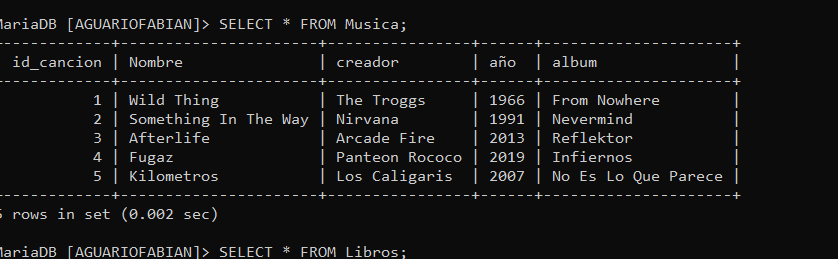 MariaDB [AGUARIOFABIAN]> SELECT * FROM Musica;
------------+----------------------+----------------+------+---------------------+
 id_cancion | Nombre               | creador        | año  | album               |
------------+----------------------+----------------+------+---------------------+
          1 | Wild Thing           | The Troggs     | 1966 | From Nowhere        |
          2 | Something In The Way | Nirvana        | 1991 | Nevermind           |
          3 | Afterlife            | Arcade Fire    | 2013 | Reflektor           |
          4 | Fugaz                | Panteon Rococo | 2019 | Infiernos           |
          5 | Kilometros           | Los Caligaris  | 2007 | No Es Lo Que Parece |
------------+----------------------+----------------+------+---------------------+
5 rows in set (0.002 sec)
MariaDB [AGUARIOFABIAN]> SELECT * FROM Libros;